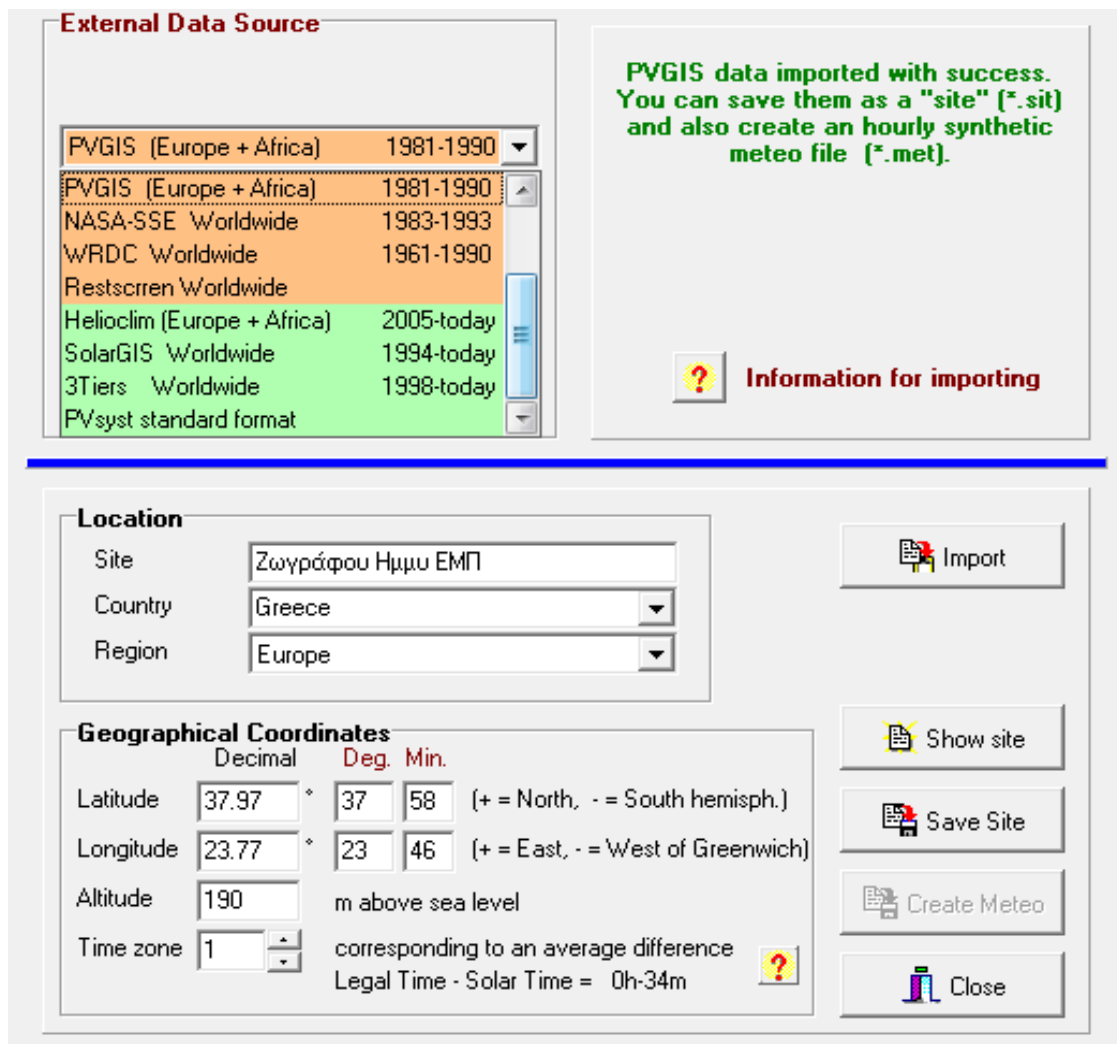 External Data Source
PVGIS (Europe + Africa) 1981-1990
PVGIS (Europe + Africa) 1981-1990
NASA-SSE Worldwide 1983-1993
WRDC Worldwide 1961-1990
Restscrren Worldwide
Helioclim (Europe + Africa) 2005-today
SolarGIS Worldwide 1994-today
3Tiers Worldwide 1998-today
PVsyst standard format
PVGIS data imported with success.
You can save them as a "site" (*.sit)
and also create an hourly synthetic
meteo file (*.met).
? Information for importing
Location
Site Ζωγράφου Ημμυ ΕΜΠ
Country Greece
Region Europe
Import
Geographical Coordinates
Decimal Deg. Min.
Latitude 37.97 ° 37 58 (+ = North, - = South hemisph.)
Longitude 23.77 ° 23 46 (+ = East, - = West of Greenwich)
Altitude 190 m above sea level
Time zone 1 corresponding to an average difference
Legal Time - Solar Time = 0h-34m ?
Show site
Save Site
Create Meteo
Close